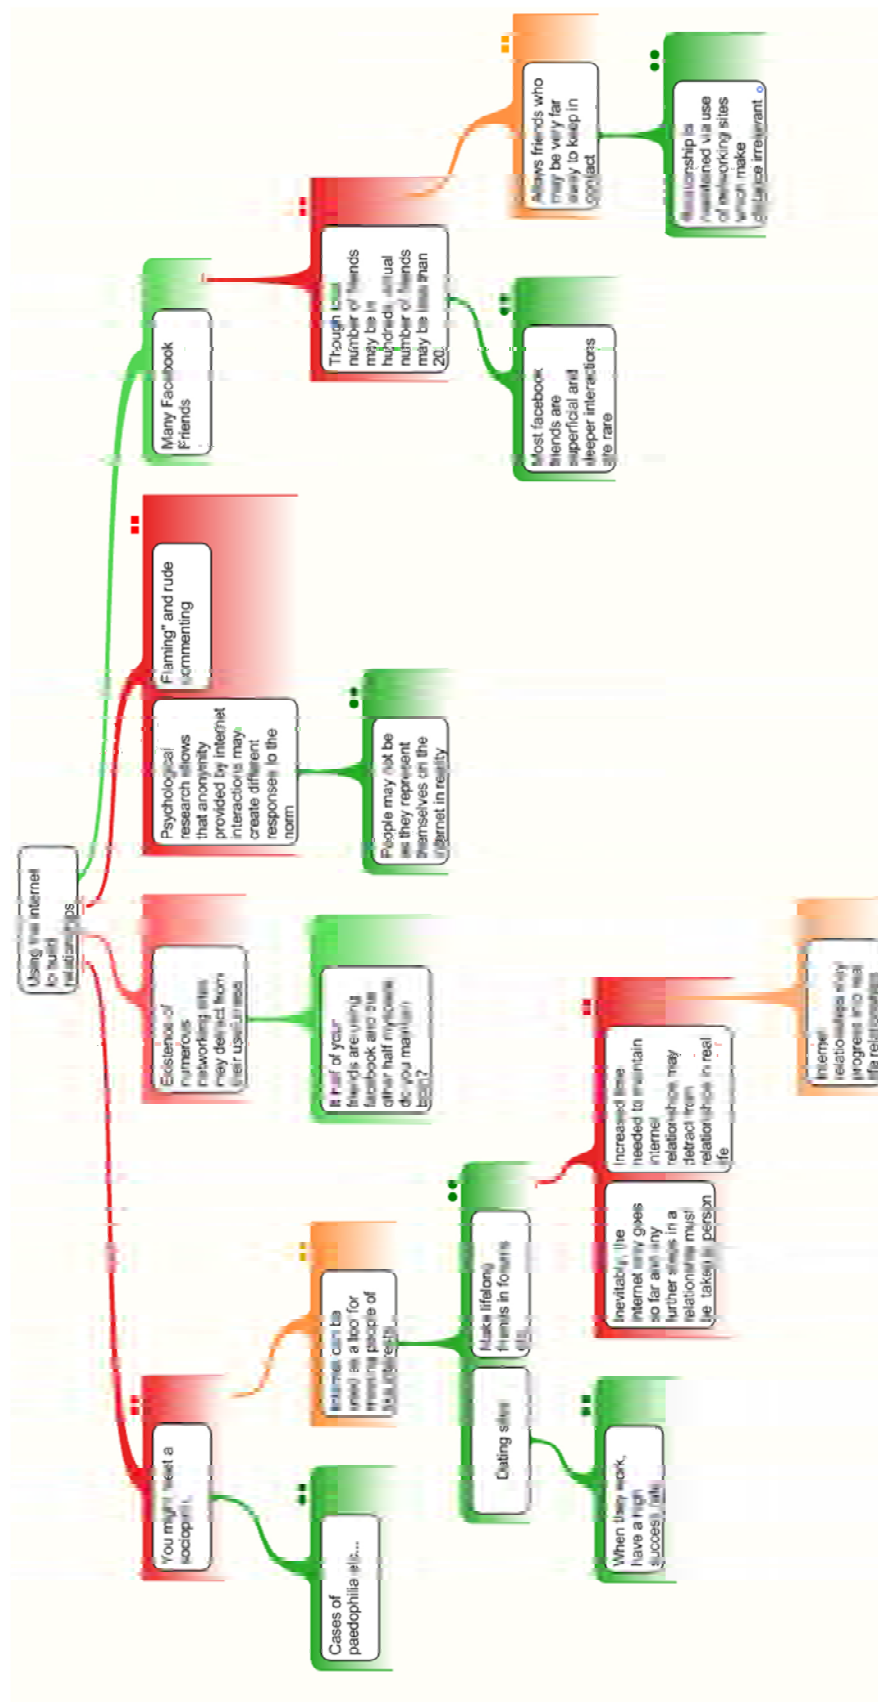 Using the internet
to build
relationships
You might meet a
sociopath,
Existence of
numerous
networking sites
may detract from
their usefulness
Psychological
research shows
that anonymity
provided by internet
interactions may
create different
responses to the
norm
Flaming" and rude
commenting
Many Facebook
Friends
Cases of
paedophilia etc...
Internet can be
used as a tool for
meeting people of
If half of your
friends are using
facebook and the
other half myspace,
do you maintain
both?
People may not be
as they represent
themselves on the
internet in reality
Though total
number of friends
may be in
hundreds, actual
number of friends
may be less than
20
Dating sites
Make lifelong
friends in forums
etc
Most facebook
friends are
superficial and
deeper interactions
are rare
Allows friends who
may be very far
away to keep in
contact
When they work,
have a high
success rate
Inevitably, the
internet only goes
so far and any
further steps in a
relationship must
be taken in person
Increased time
needed to maintain
internet
relationships may
detract from
relationships in real
life
Relationship is
maintained via use
of networking sites
which make
distance irrelevant
Internet
relationships may
progress into real
life relationships